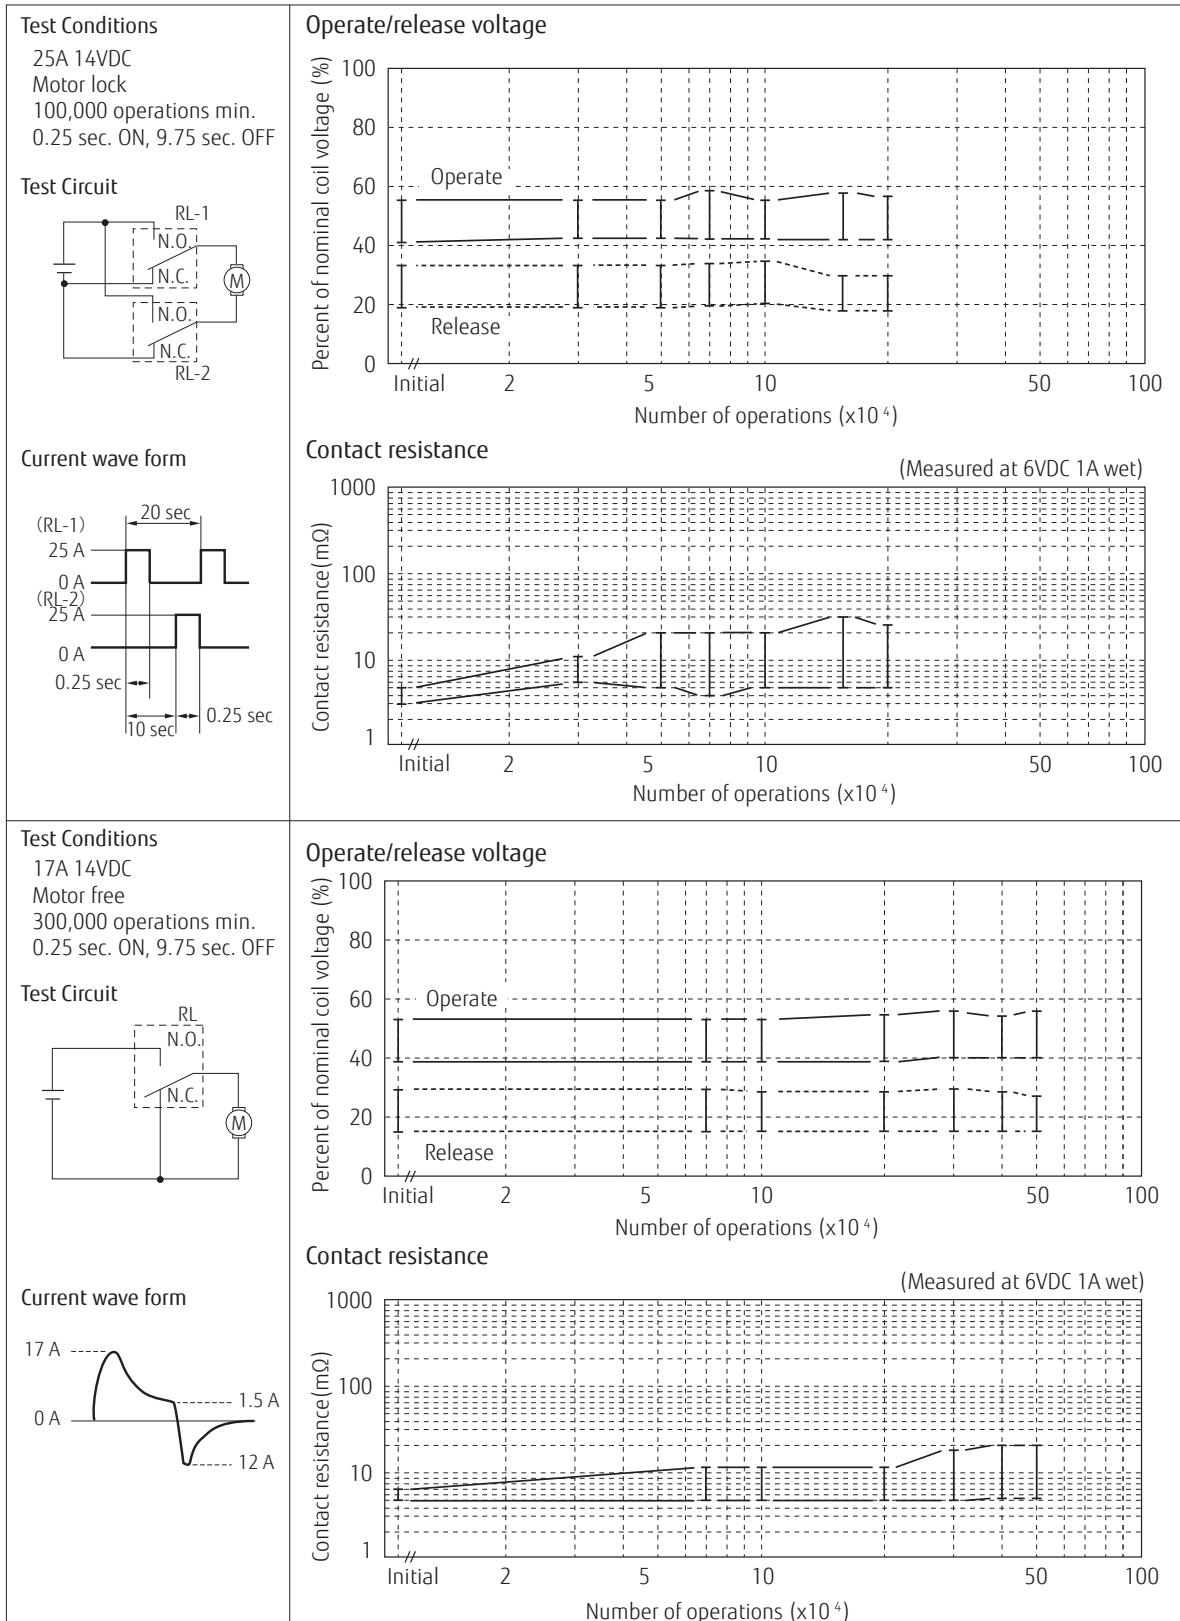 Test Conditions
25A 14VDC
Motor lock
100,000 operations min.
0.25 sec. ON, 9.75 sec. OFF
Test Circuit
RL-1
N.O.
N.C.
M
N.O.
N.C.
RL-2
Current wave form
20 sec
(RL-1)
25 A
0 A
(RL-2)
25 A
0 A
0.25 sec
0.25 sec
10 sec
Operate/release voltage
Percent of nominal coil voltage (%)
100
80
60
40
20
0
Operate
Release
Initial 2 5 10 50 100
Number of operations (x10 4)
Contact resistance
(Measured at 6VDC 1A wet)
Contact resistance(mΩ)
1000
100
10
1
Initial 2 5 10 50 100
Number of operations (x10 4)
Test Conditions
17A 14VDC
Motor free
300,000 operations min.
0.25 sec. ON, 9.75 sec. OFF
Test Circuit
RL
N.O.
N.C.
M
Current wave form
17 A
1.5 A
0 A
12 A
Operate/release voltage
Percent of nominal coil voltage (%)
100
80
60
40
20
0
Operate
Release
Initial 2 5 10 50 100
Number of operations (x10 4)
Contact resistance
(Measured at 6VDC 1A wet)
Contact resistance(mΩ)
1000
100
10
1
Initial 2 5 10 50 100
Number of operations (x10 4)